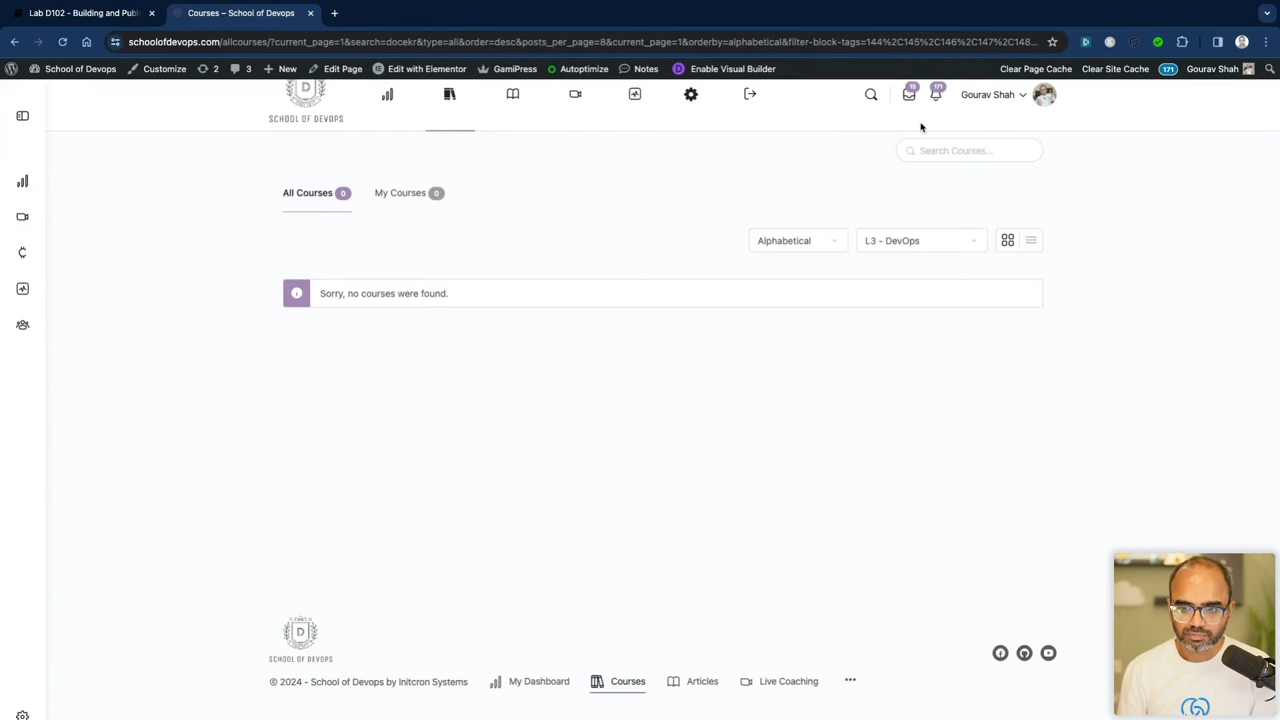 Lab D102 - Building and Publ
Courses – School of Devops
schoolofdevops.com/allcourses/?current_page=1&search=docekr&type=all&order=desc&posts_per_page=8&current_page=1&orderby=alphabetical&filter-block-tags=144%2C145%2C146%2C147%2C148...
School of Devops
Customize
2
3
New
Edit Page
Edit with Elementor
GamiPress
Autoptimize
Notes
Enable Visual Builder
Clear Page Cache
Clear Site Cache
171
Gourav Shah
D
SCHOOL OF DEVOPS
15
171
Gourav Shah
Search Courses...
All Courses 0
My Courses 0
Alphabetical
L3 - DevOps
Sorry, no courses were found.
D
SCHOOL OF DEVOPS
© 2024 - School of Devops by Initcron Systems
My Dashboard
Courses
Articles
Live Coaching